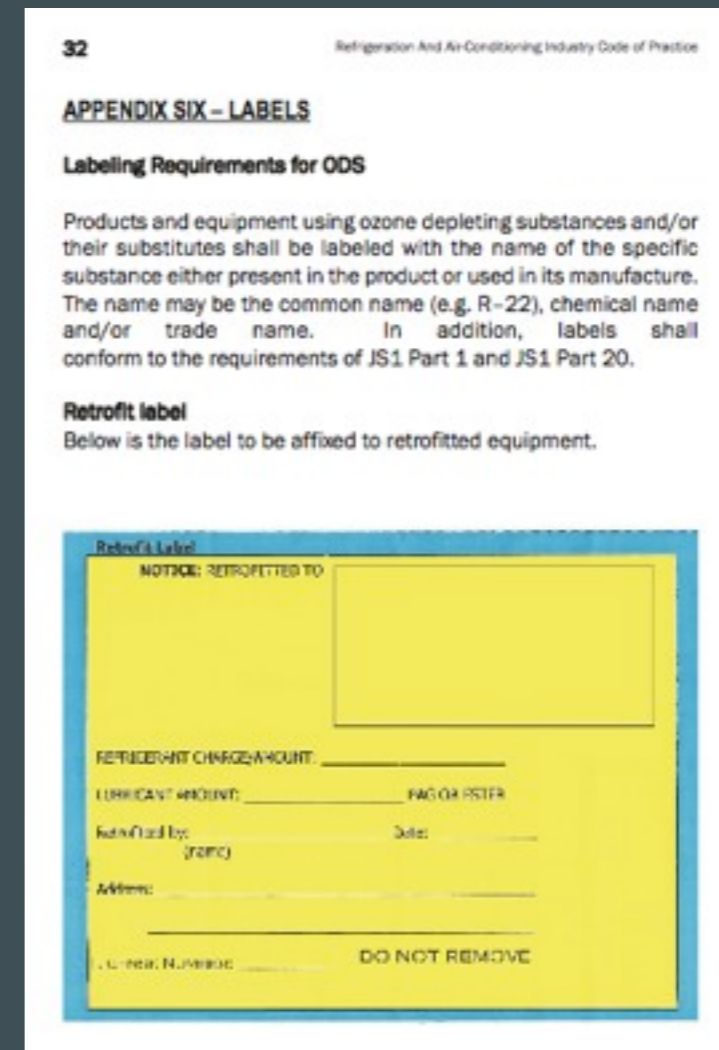 32
Refrigeration And Air-Conditioning Industry Code of Practice
APPENDIX SIX – LABELS
Labeling Requirements for ODS
Products and equipment using ozone depleting substances and/or
their substitutes shall be labeled with the name of the specific
substance either present in the product or used in its manufacture.
The name may be the common name (e.g. R–22), chemical name
and/or trade name. In addition, labels shall
conform to the requirements of JS1 Part 1 and JS1 Part 20.
Retrofit label
Below is the label to be affixed to retrofitted equipment.
Retrofit Label
NOTICE: RETROFITTED TO
REFRIGERANT CHARGE/AMOUNT:
LUBRICANT AMOUNT: PAG OR ESTER
Retrofitted by: Date:
(name)
Address:
DO NOT REMOVE